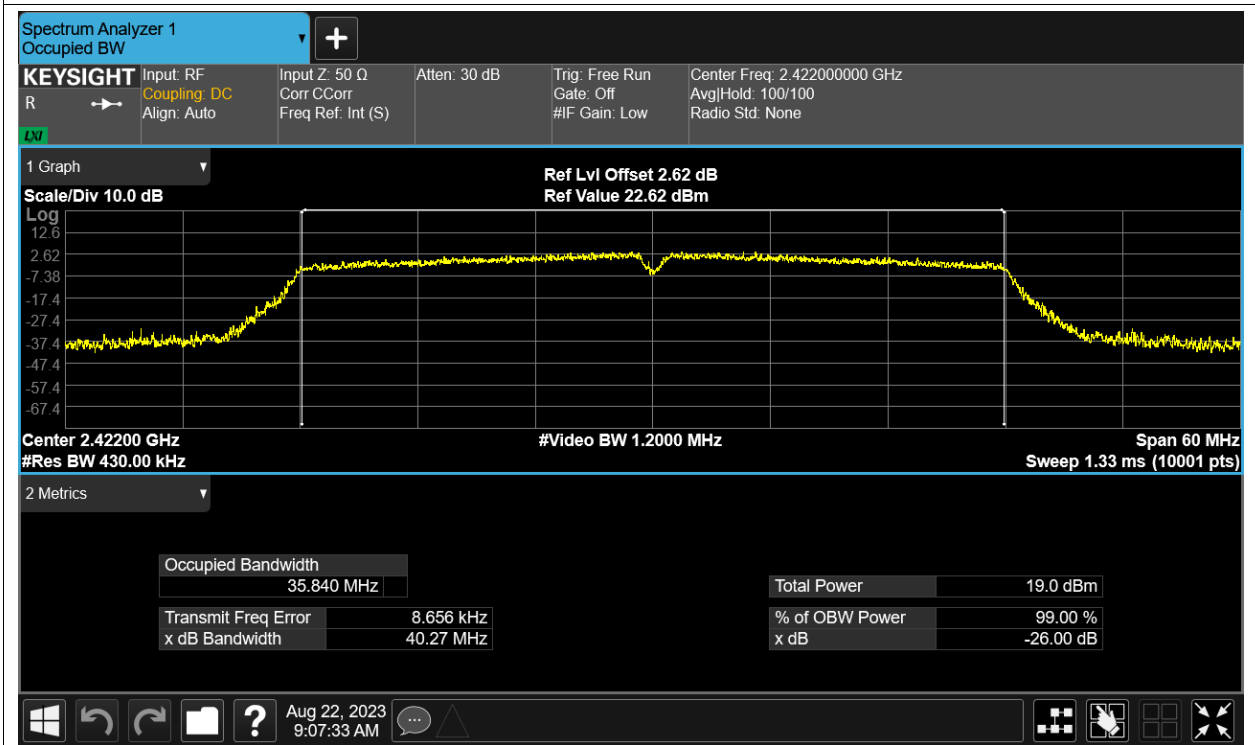 Spectrum Analyzer 1
Occupied BW
KEYSIGHT
R
LXI
Input: RF
Coupling: DC
Align: Auto
Input Z: 50 Ω
Corr CCorr
Freq Ref: Int (S)
Atten: 30 dB
Trig: Free Run
Gate: Off
#IF Gain: Low
Center Freq: 2.422000000 GHz
Avg|Hold: 100/100
Radio Std: None
1 Graph
Scale/Div 10.0 dB
Ref Lvl Offset 2.62 dB
Ref Value 22.62 dBm
Log
12.6
2.62
-7.38
-17.4
-27.4
-37.4
-47.4
-57.4
-67.4
Center 2.42200 GHz
#Video BW 1.2000 MHz
Span 60 MHz
#Res BW 430.00 kHz
Sweep 1.33 ms (10001 pts)
2 Metrics
Occupied Bandwidth
35.840 MHz
Total Power 19.0 dBm
Transmit Freq Error 8.656 kHz
% of OBW Power 99.00 %
x dB Bandwidth 40.27 MHz
x dB -26.00 dB
Aug 22, 2023
9:07:33 AM